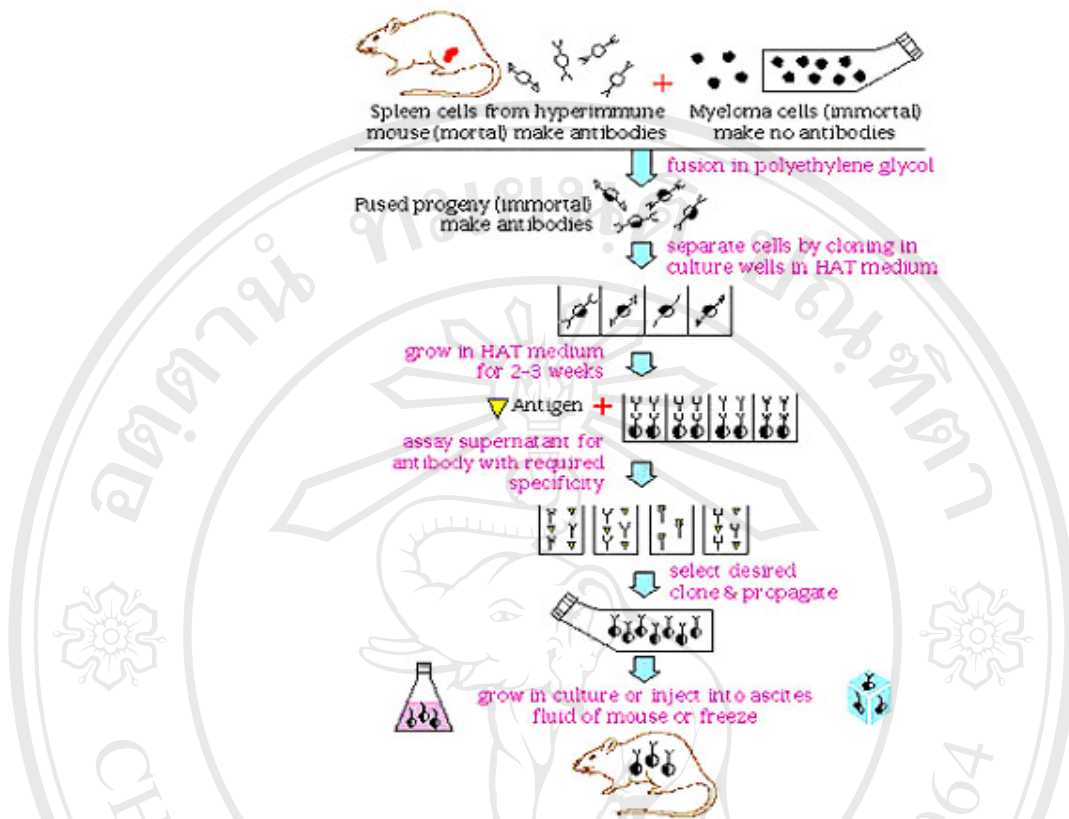 Spleen cells from hyperimmune
mouse (mortal) make antibodies
+
Myeloma cells (immortal)
make no antibodies
fusion in polyethylene glycol
Fused progeny (immortal)
make antibodies
separate cells by cloning in
culture wells in HAT medium
grow in HAT medium
for 2-3 weeks
Antigen +
assay supernatant for
antibody with required
specificity
select desired
clone & propagate
grow in culture or inject into ascites
fluid of mouse or freeze
CH
964